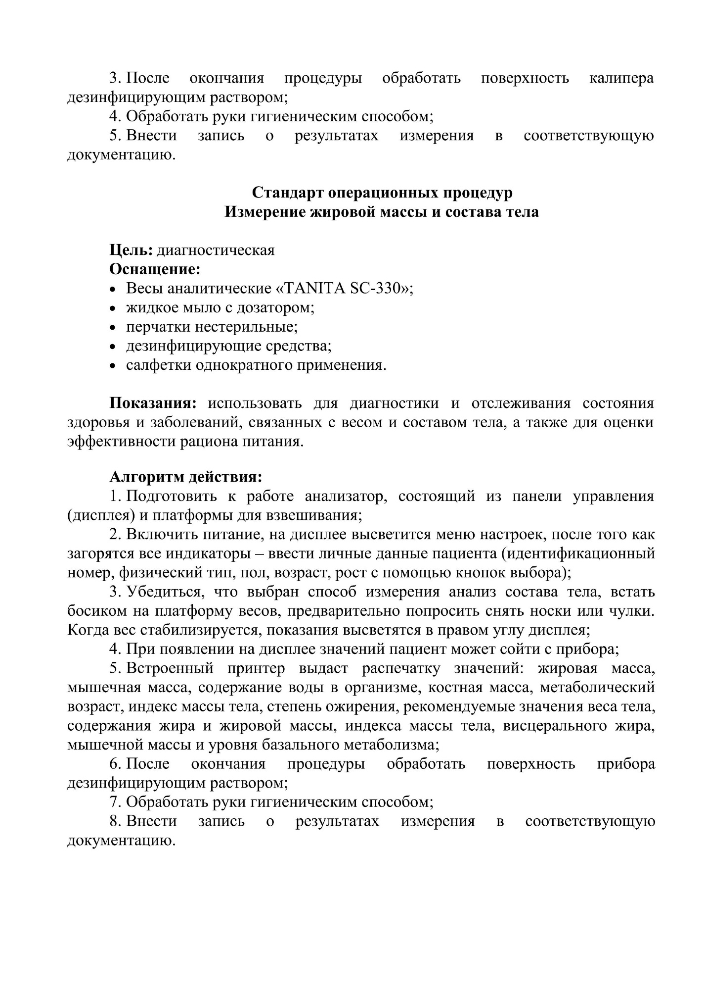 3. После окончания процедуры обработать поверхность калипера
дезинфицирующим раствором;
4. Обработать руки гигиеническим способом;
5. Внести запись о результатах измерения в соответствующую
документацию.
Стандарт операционных процедур
Измерение жировой массы и состава тела
Цель: диагностическая
Оснащение:
• Весы аналитические «TANITA SC-330»;
• жидкое мыло с дозатором;
• перчатки нестерильные;
• дезинфицирующие средства;
• салфетки однократного применения.
Показания: использовать для диагностики и отслеживания состояния
здоровья и заболеваний, связанных с весом и составом тела, а также для оценки
эффективности рациона питания.
Алгоритм действия:
1. Подготовить к работе анализатор, состоящий из панели управления
(дисплея) и платформы для взвешивания;
2. Включить питание, на дисплее высветится меню настроек, после того как
загорятся все индикаторы – ввести личные данные пациента (идентификационный
номер, физический тип, пол, возраст, рост с помощью кнопок выбора);
3. Убедиться, что выбран способ измерения анализ состава тела, встать
босиком на платформу весов, предварительно попросить снять носки или чулки.
Когда вес стабилизируется, показания высветятся в правом углу дисплея;
4. При появлении на дисплее значений пациент может сойти с прибора;
5. Встроенный принтер выдаст распечатку значений: жировая масса,
мышечная масса, содержание воды в организме, костная масса, метаболический
возраст, индекс массы тела, степень ожирения, рекомендуемые значения веса тела,
содержания жира и жировой массы, индекса массы тела, висцерального жира,
мышечной массы и уровня базального метаболизма;
6. После окончания процедуры обработать поверхность прибора
дезинфицирующим раствором;
7. Обработать руки гигиеническим способом;
8. Внести запись о результатах измерения в соответствующую
документацию.